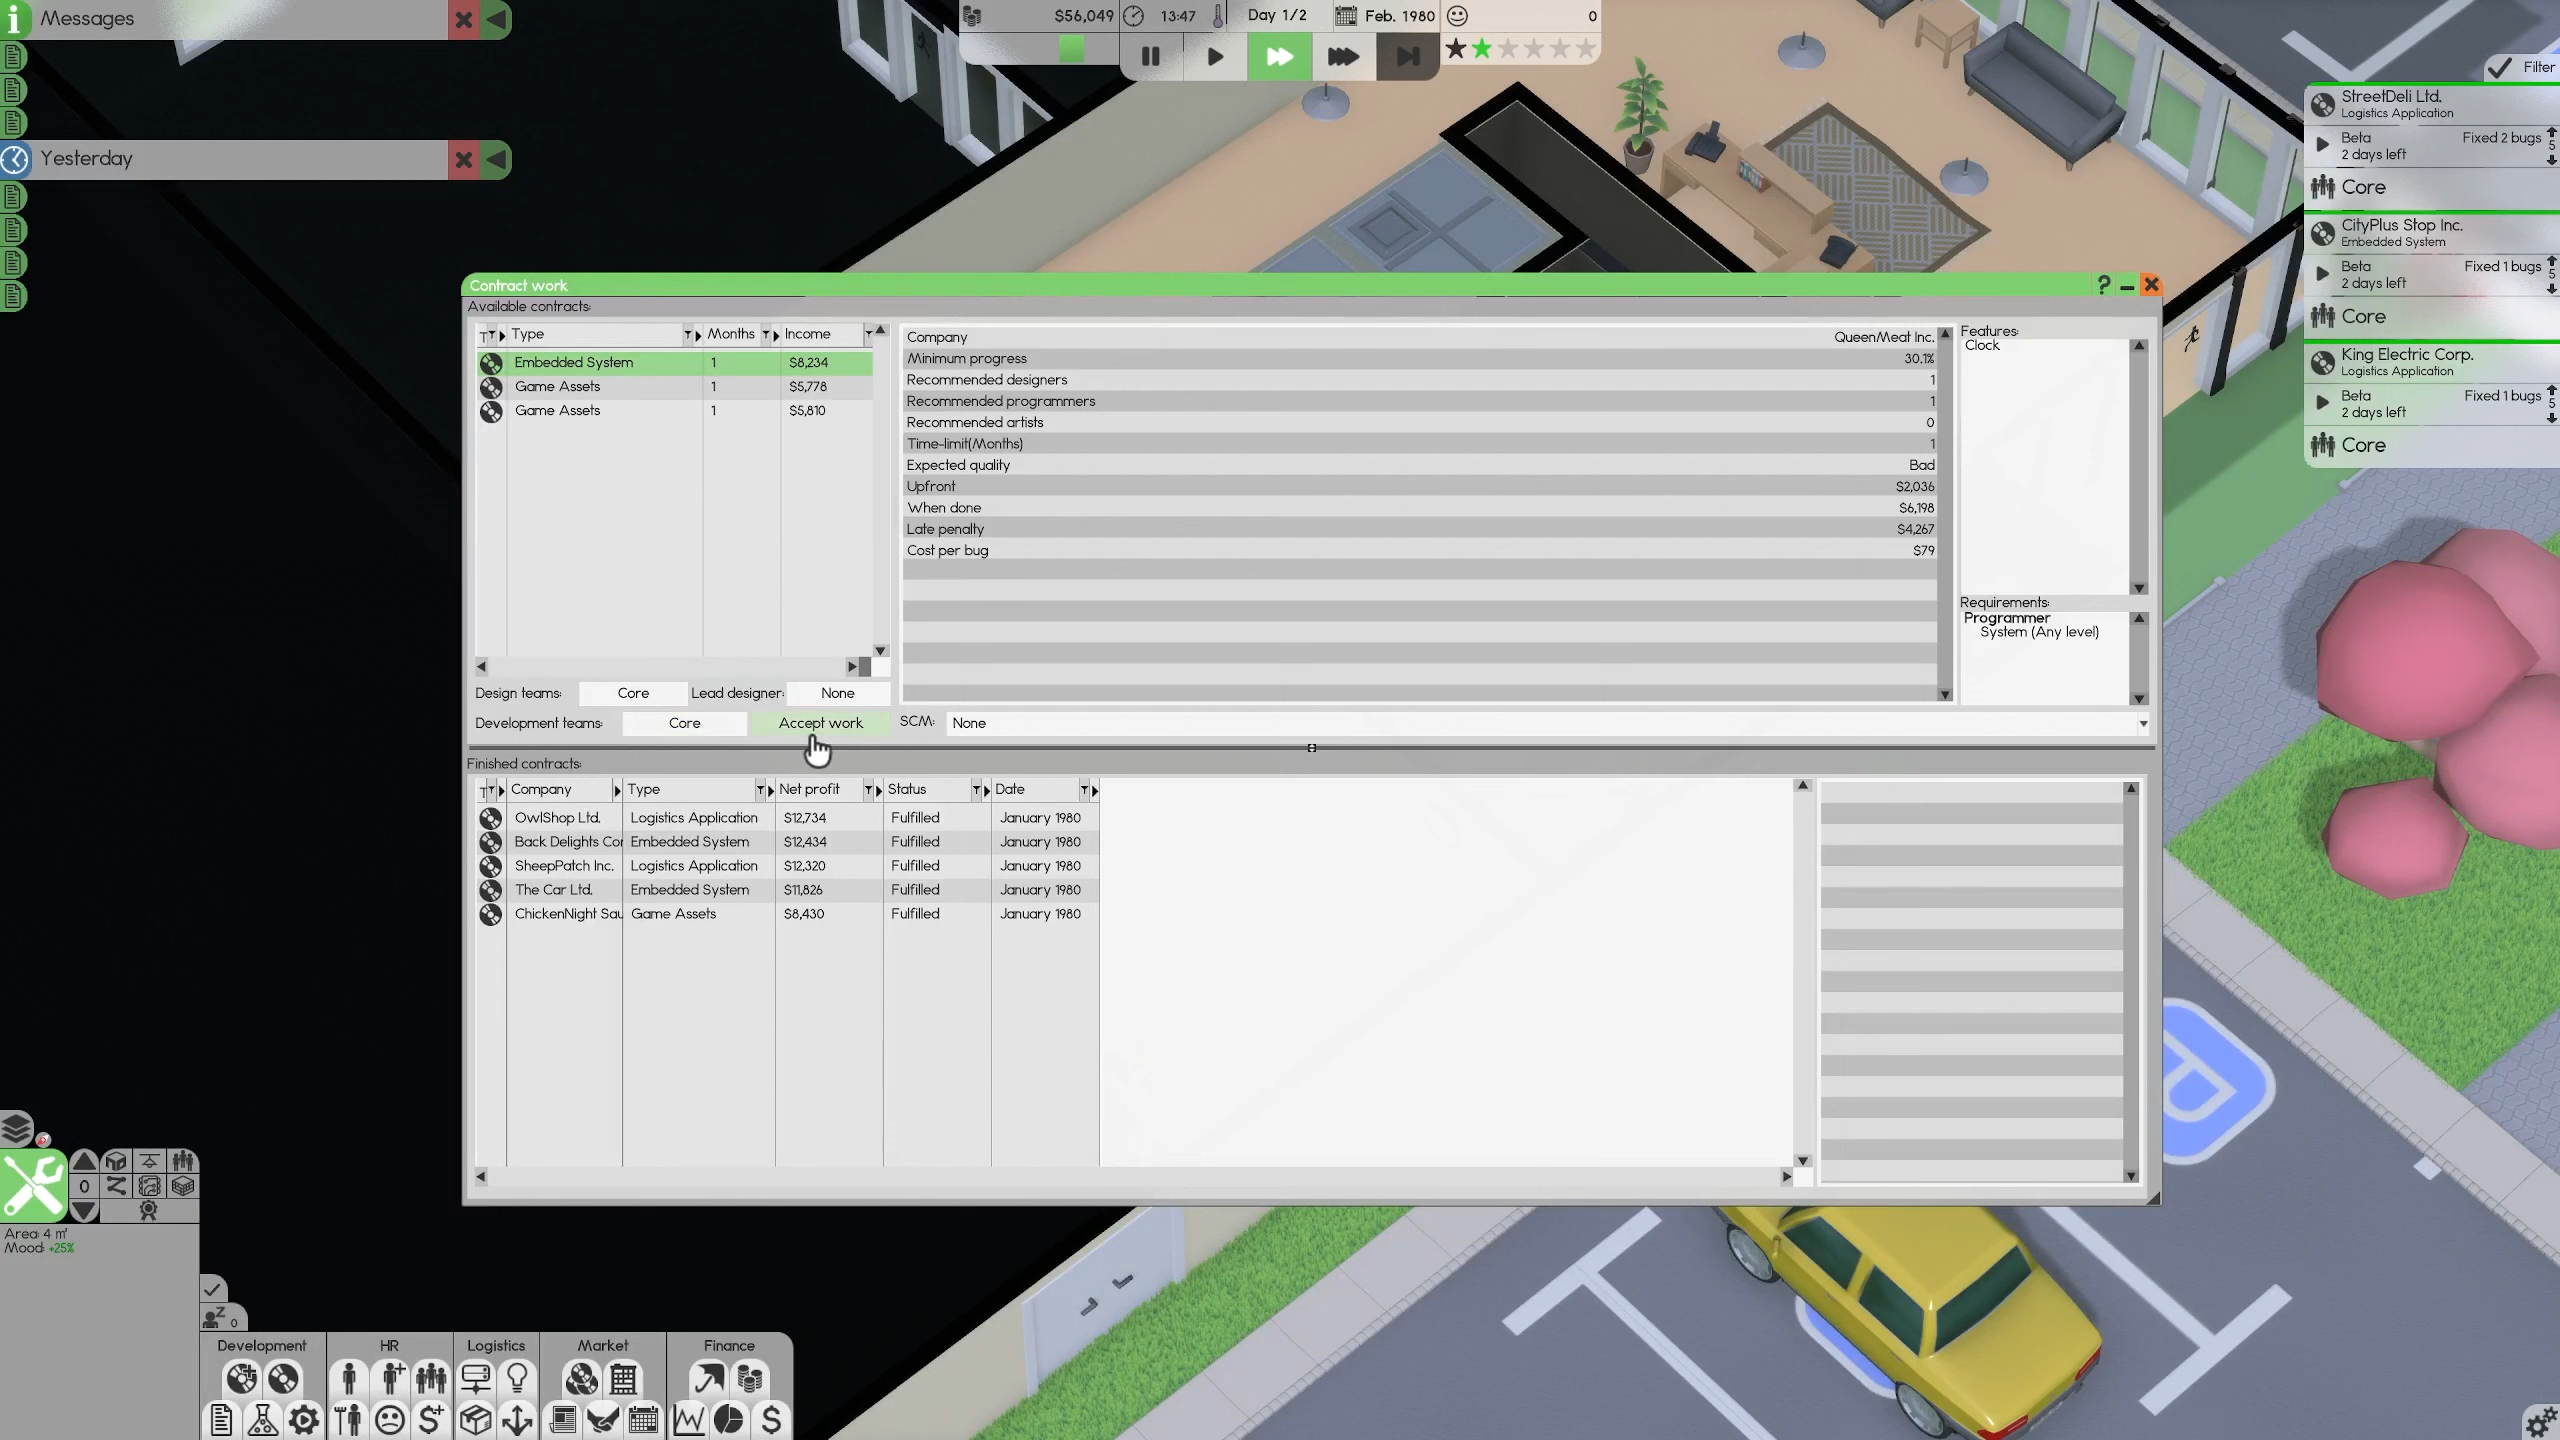 Messages
Yesterday
$56,049
13:47
Day 1/2
Feb. 1980
0
Filter
StreetDeli Ltd.
Logistics Application
Beta
Fixed 2 bugs
2 days left
5
Core
CityPlus Stop Inc.
Embedded System
Beta
Fixed 1 bugs
2 days left
5
Core
King Electric Corp.
Logistics Application
Beta
Fixed 1 bugs
2 days left
5
Core
Contract work
?
Available contracts:
T Type Months Income
Embedded System 1 $8,234
Game Assets 1 $5,778
Game Assets 1 $5,810
Company QueenMeat Inc.
Minimum progress 30.1%
Recommended designers 1
Recommended programmers 1
Recommended artists 0
Time-limit(Months) 1
Expected quality Bad
Upfront $2,036
When done $6,198
Late penalty $4,267
Cost per bug $79
Features:
Clock
Requirements:
Programmer
System (Any level)
Design teams: Core Lead designer: None
Development teams: Core Accept work SCM: None
Finished contracts:
T Company Type Net profit Status Date
OwlShop Ltd. Logistics Application $12,734 Fulfilled January 1980
Back Delights Cor Embedded System $12,434 Fulfilled January 1980
SheepPatch Inc. Logistics Application $12,320 Fulfilled January 1980
The Car Ltd. Embedded System $11,826 Fulfilled January 1980
ChickenNight Sau Game Assets $8,430 Fulfilled January 1980
P
0
Area: 4 m²
Mood: +25%
z
0
Development HR Logistics Market Finance